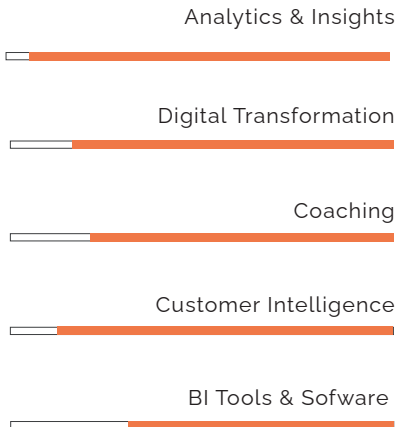 Analytics & Insights
Digital Transformation
Coaching
Customer Intelligence
BI Tools & Sofware